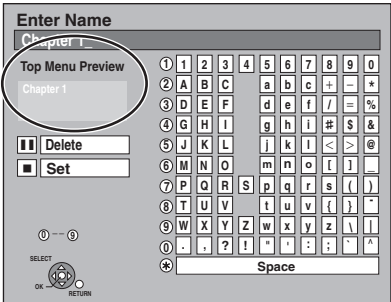 Enter Name
Chapter 1_
Top Menu Preview
Chapter 1
Delete
Set
0 -- 9
SELECT
OK
RETURN
1 1 2 3 4 5 6 7 8 9 0
2 A B C a b c + − *
3 D E F d e f / = %
4 G H I g h i # $ &
5 J K L j k l < > @
6 M N O m n o [ ] _
7 P Q R S p q r s ( )
8 T U V t u v { } ~
9 W X Y Z w x y z \ |
0 . , ? ! " ' : ; ` ^
* Space